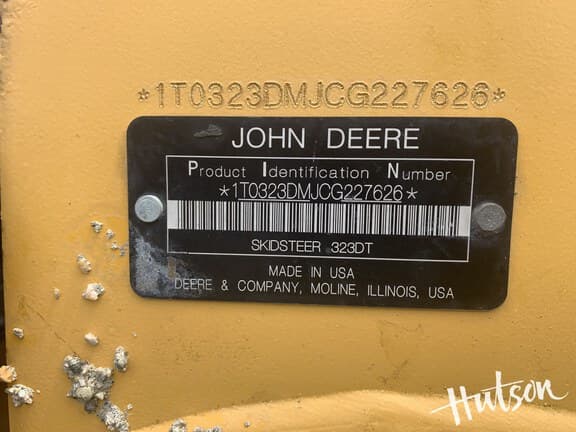 *1T0323DMJCG227626*
JOHN DEERE
Product Identification Number
*1T0323DMJCG227626*
SKIDSTEER 323DT
MADE IN USA
DEERE & COMPANY, MOLINE, ILLINOIS, USA
Hutson